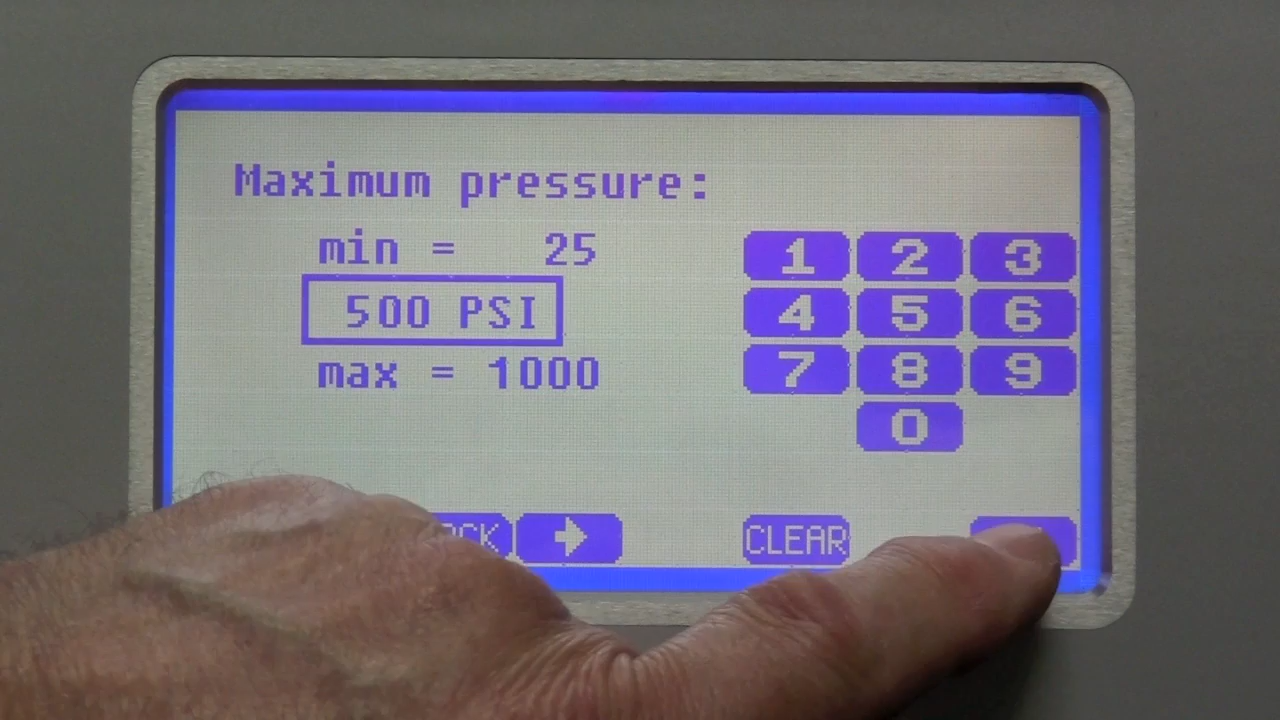 Maximum pressure:
min = 25
500 PSI
max = 1000
1 2 3
4 5 6
7 8 9
0
CLEAR